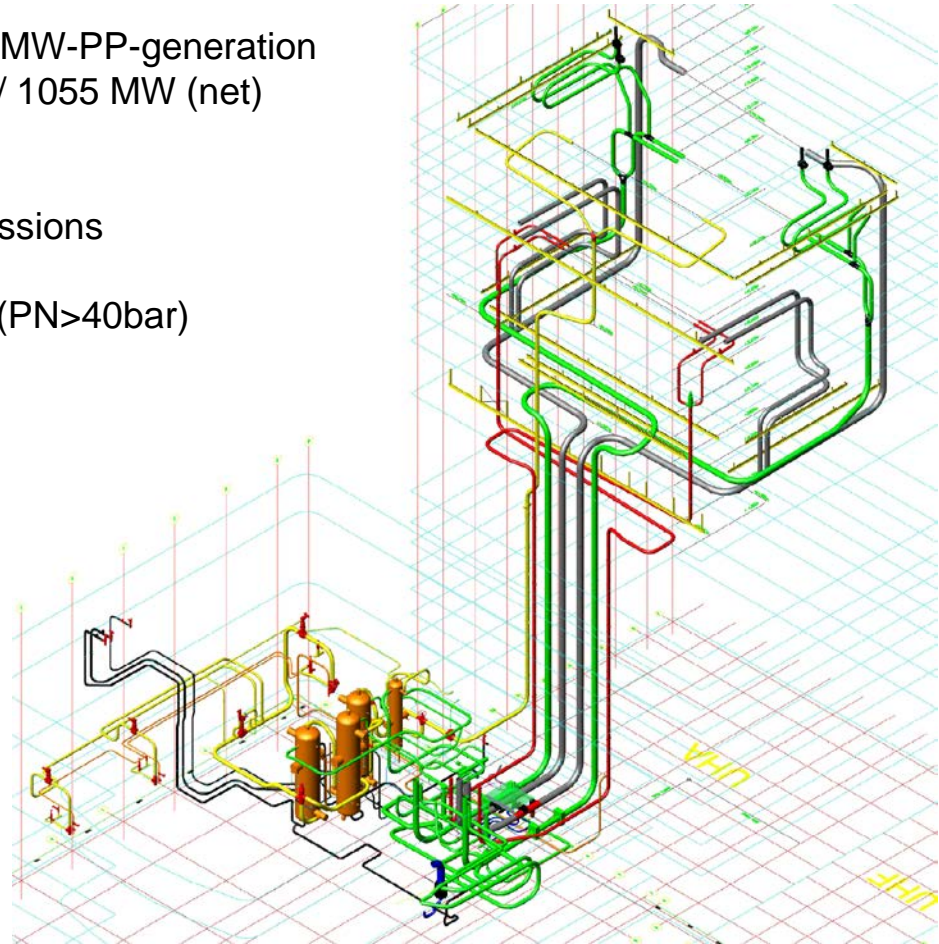 MW-PP-generation
/ 1055 MW (net)
ssions
(PN>40bar)
UHA
UHF